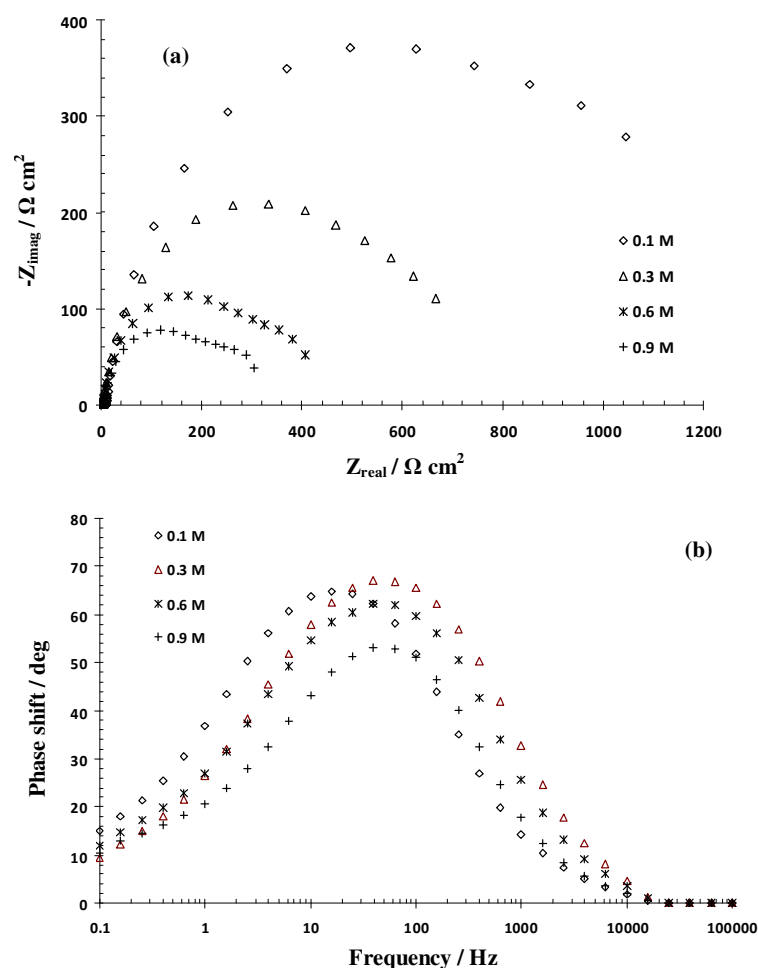 400
(a)
300
200
100
0
-Z_imag / Ω cm²
0 200 400 600 800 1000 1200
Z_real / Ω cm²
0.1 M
0.3 M
0.6 M
0.9 M
80
70
60
50
40
30
20
10
0
Phase shift / deg
(b)
0.1 M
0.3 M
0.6 M
0.9 M
0.1 1 10 100 1000 10000 100000
Frequency / Hz